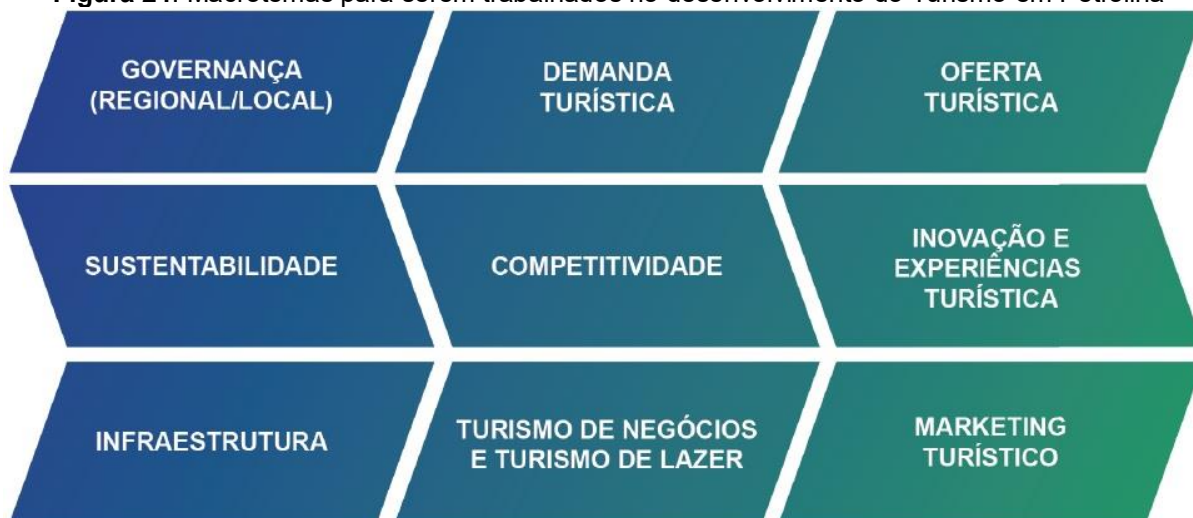 GOVERNANÇA
(REGIONAL/LOCAL)
DEMANDA
TURÍSTICA
OFERTA
TURÍSTICA
SUSTENTABILIDADE
COMPETITIVIDADE
INOVAÇÃO E
EXPERIÊNCIAS
TURÍSTICA
INFRAESTRUTURA
TURISMO DE NEGÓCIOS
E TURISMO DE LAZER
MARKETING
TURÍSTICO